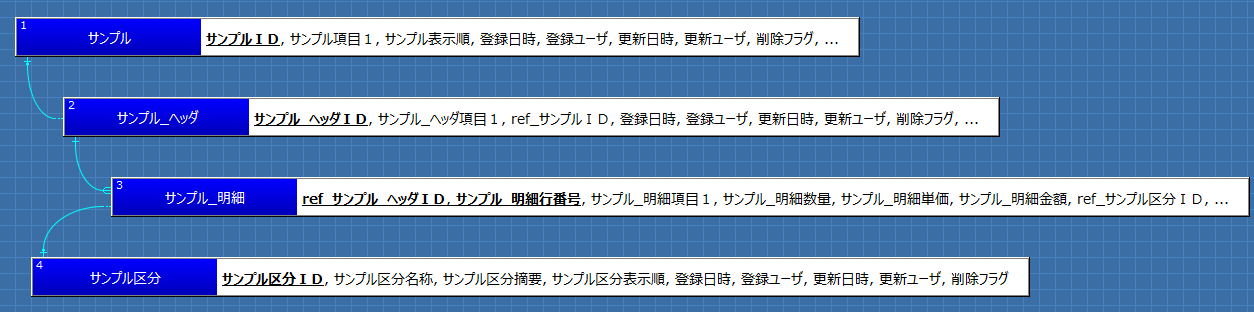 1
サンプル
サンプルＩＤ, サンプル項目１, サンプル表示順, 登録日時, 登録ユーザ, 更新日時, 更新ユーザ, 削除フラグ, ...
2
サンプル_ヘッダ
サンプル_ヘッダＩＤ, サンプル_ヘッダ項目１, ref_サンプルＩＤ, 登録日時, 登録ユーザ, 更新日時, 更新ユーザ, 削除フラグ, ...
3
サンプル_明細
ref_サンプル_ヘッダＩＤ, サンプル_明細行番号, サンプル_明細項目１, サンプル_明細数量, サンプル_明細単価, サンプル_明細金額, ref_サンプル区分ＩＤ, ...
4
サンプル区分
サンプル区分ＩＤ, サンプル区分名称, サンプル区分摘要, サンプル区分表示順, 登録日時, 登録ユーザ, 更新日時, 更新ユーザ, 削除フラグ